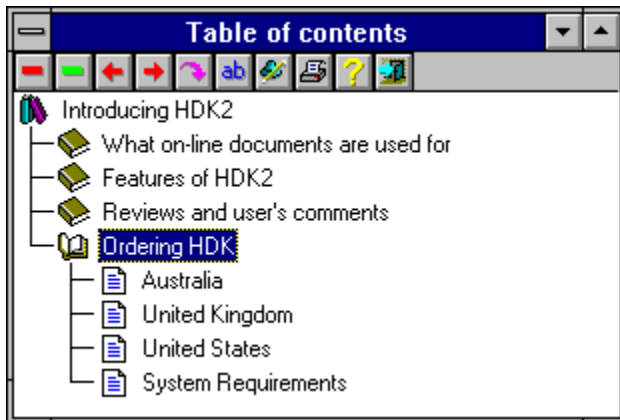 Table of contents
ab
Introducing HDK2
What on-line documents are used for
Features of HDK2
Reviews and user's comments
Ordering HDK
Australia
United Kingdom
United States
System Requirements